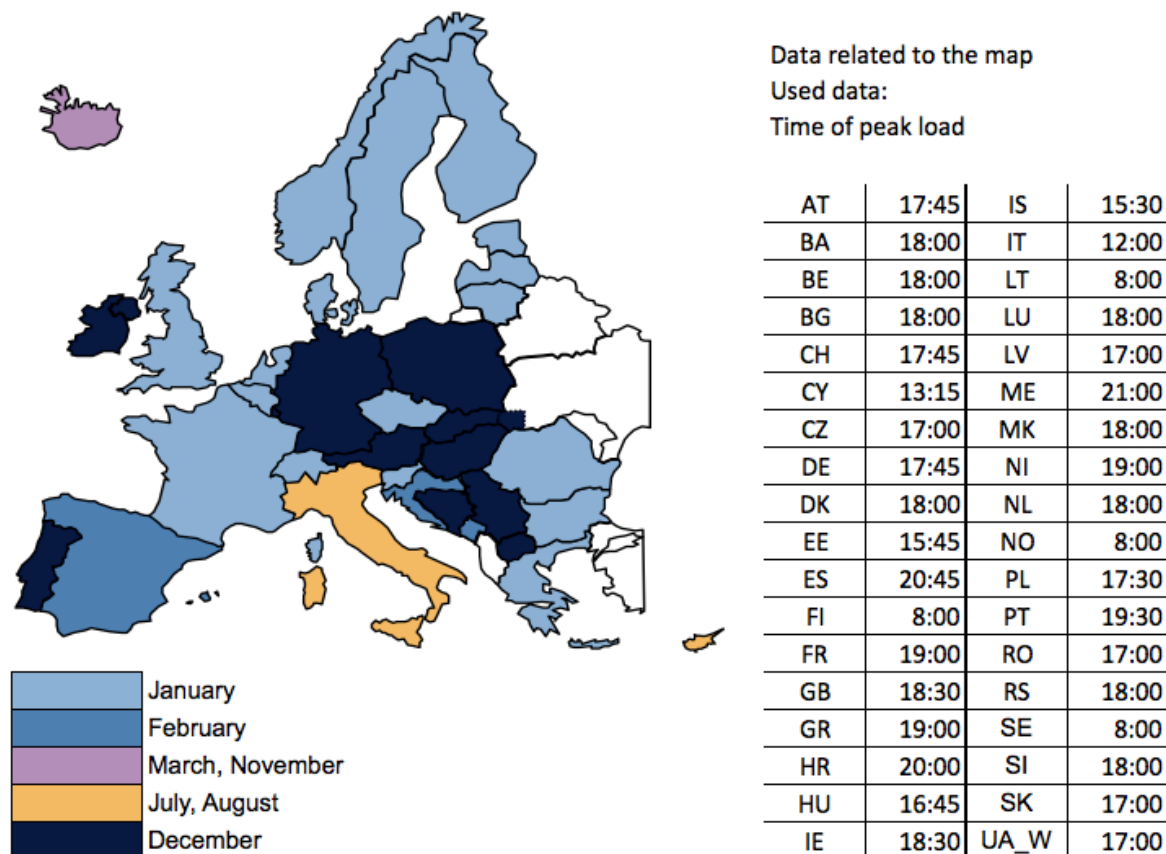 Data related to the map
Used data:
Time of peak load
AT 17:45 IS 15:30
BA 18:00 IT 12:00
BE 18:00 LT 8:00
BG 18:00 LU 18:00
CH 17:45 LV 17:00
CY 13:15 ME 21:00
CZ 17:00 MK 18:00
DE 17:45 NI 19:00
DK 18:00 NL 18:00
EE 15:45 NO 8:00
ES 20:45 PL 17:30
FI 8:00 PT 19:30
FR 19:00 RO 17:00
GB 18:30 RS 18:00
GR 19:00 SE 8:00
HR 20:00 SI 18:00
HU 16:45 SK 17:00
IE 18:30 UA_W 17:00
January
February
March, November
July, August
December